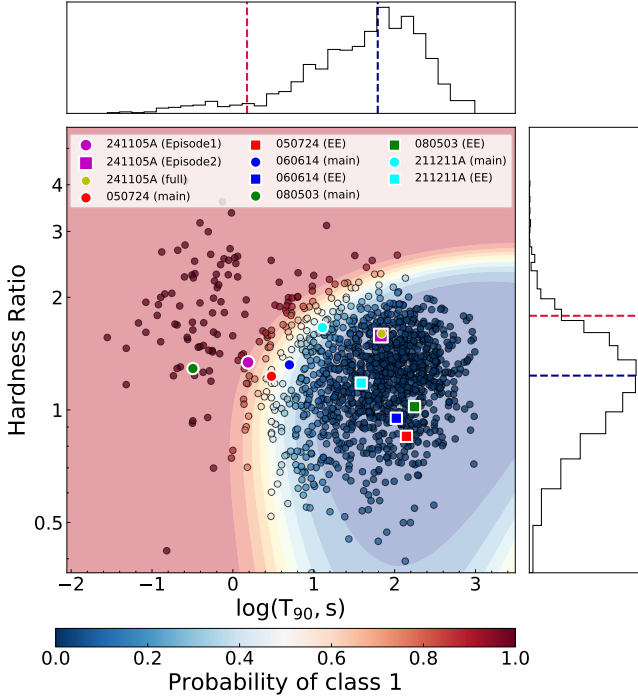 241105A (Episode1)
241105A (Episode2)
241105A (full)
050724 (main)
050724 (EE)
060614 (main)
060614 (EE)
080503 (main)
080503 (EE)
211211A (main)
211211A (EE)
4
3
2
1
0.5
Hardness Ratio
−2 −1 0 1 2 3
log(T90, s)
0.0 0.2 0.4 0.6 0.8 1.0
Probability of class 1